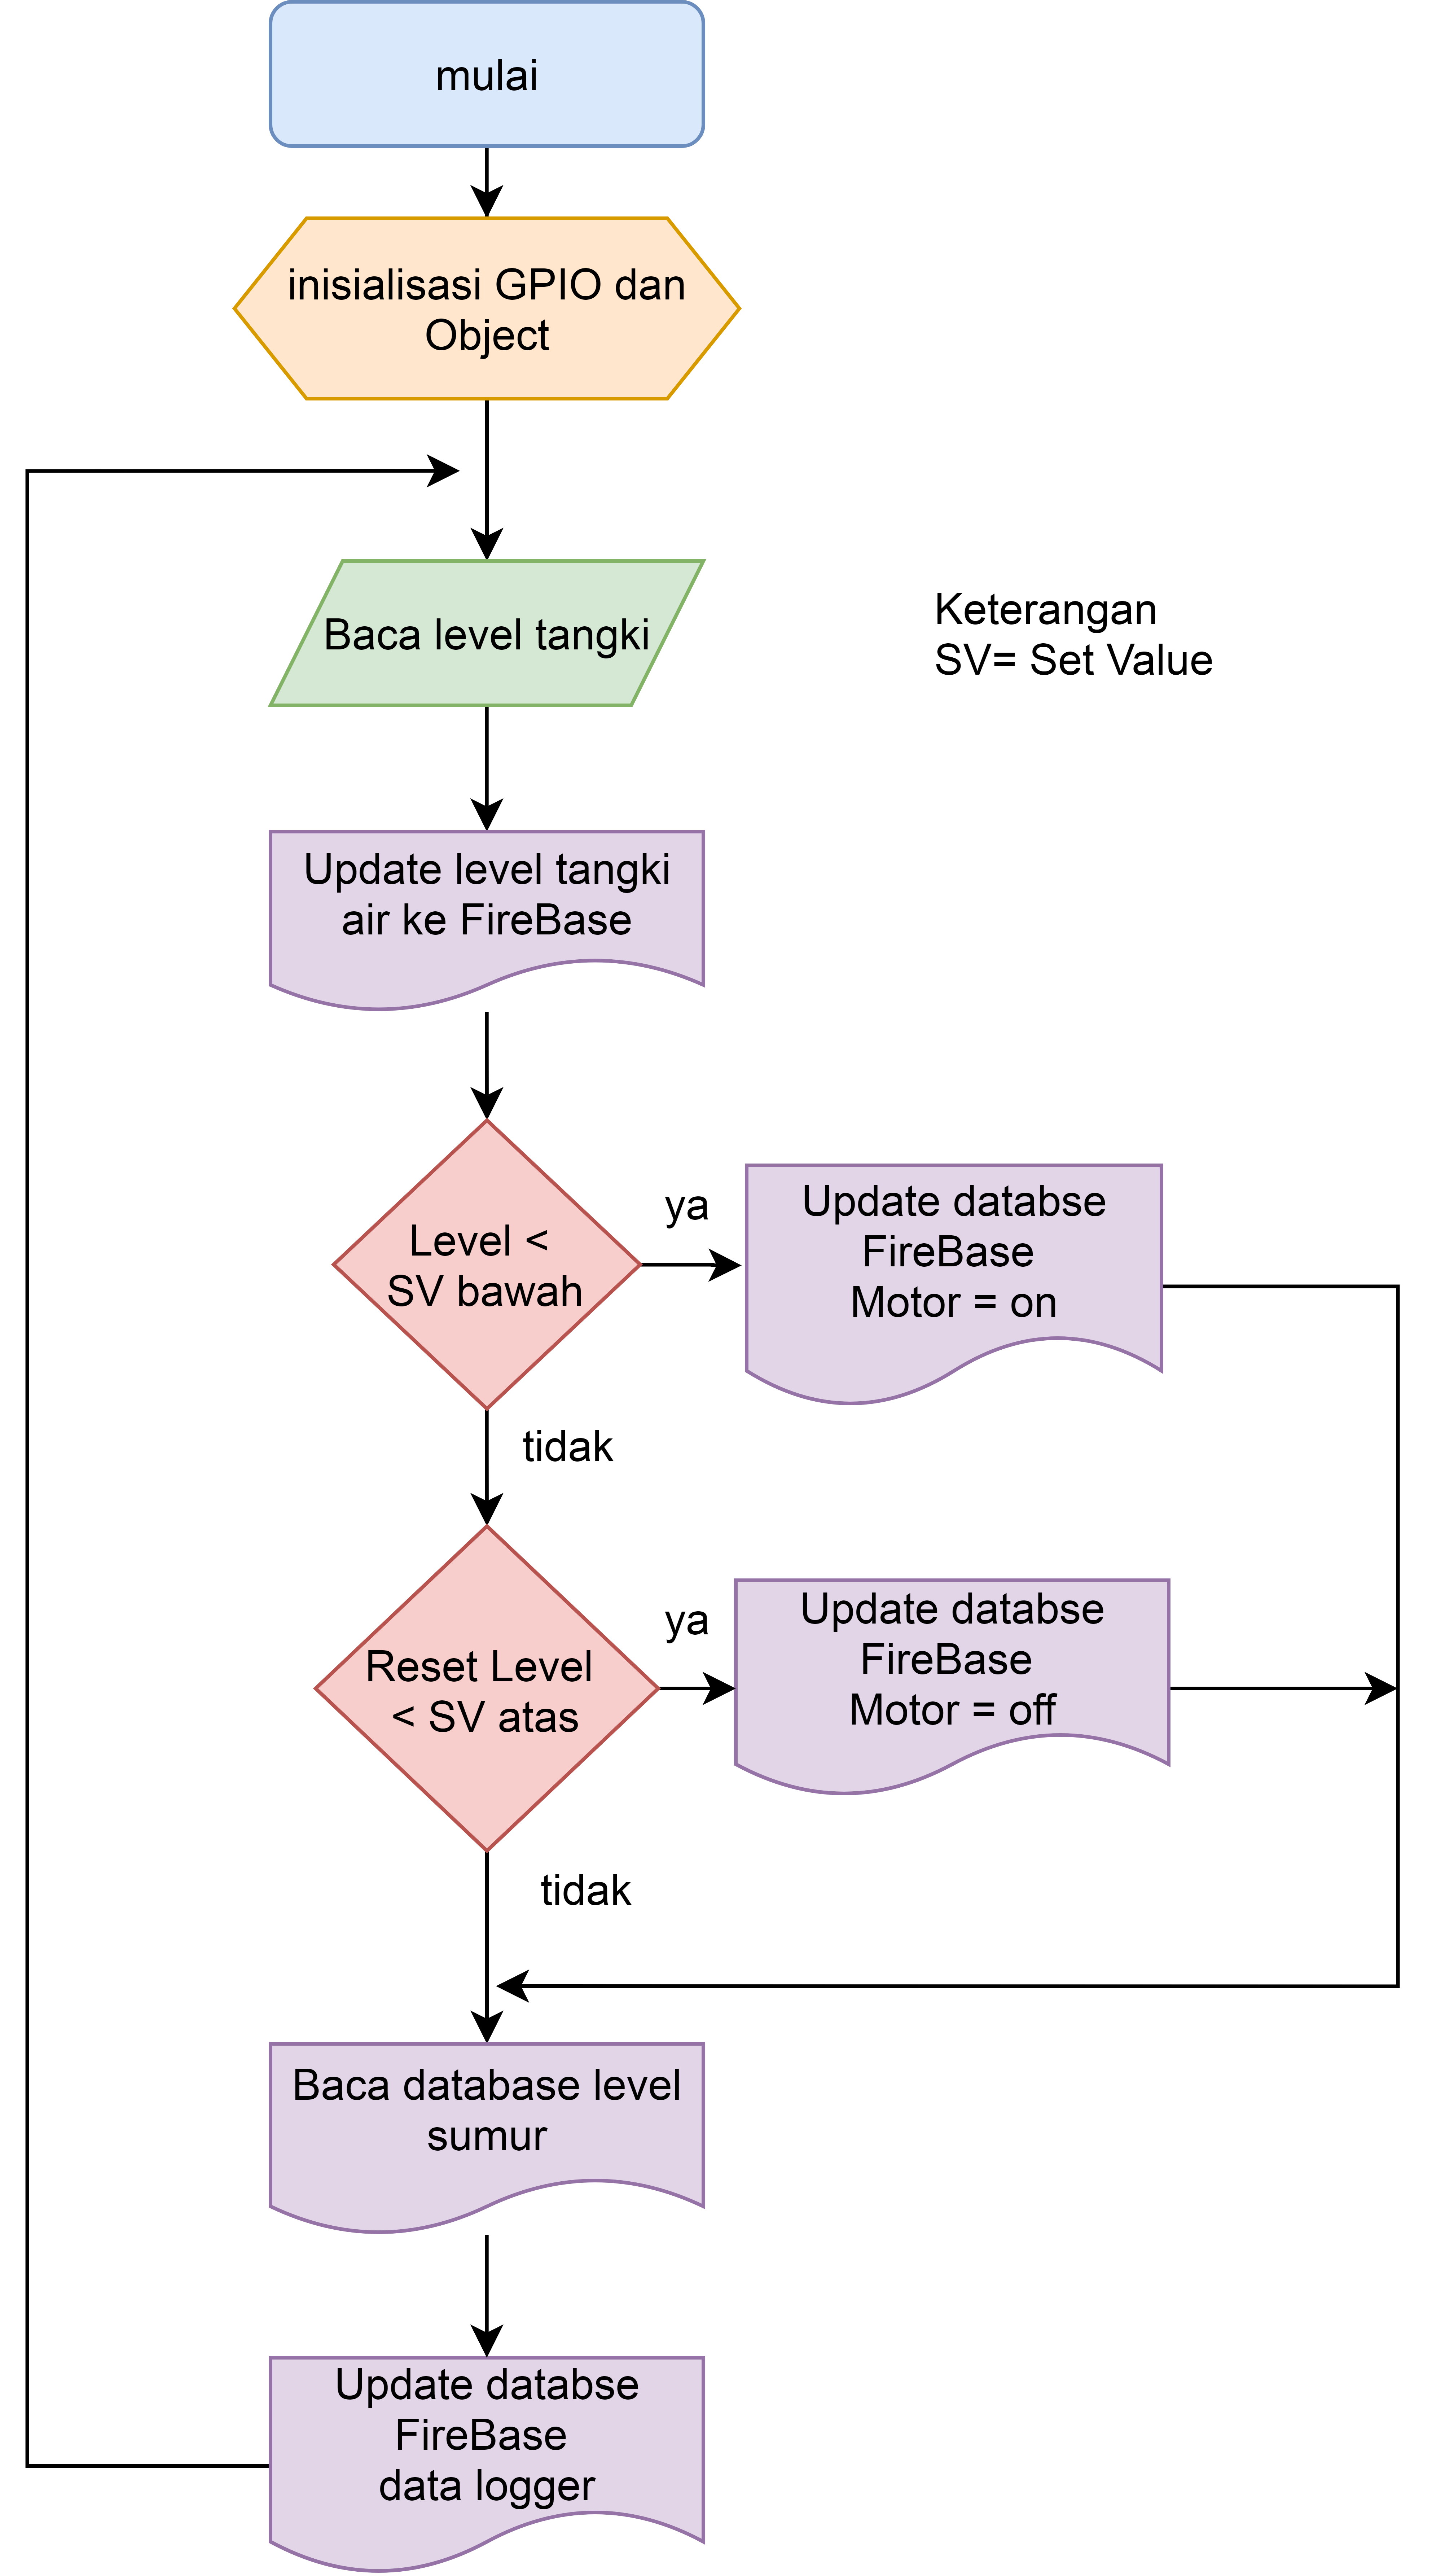 mulai
inisialisasi GPIO dan
Object
Baca level tangki
Keterangan
SV= Set Value
Update level tangki
air ke FireBase
Level <
SV bawah
ya
Update databse
FireBase
Motor = on
tidak
Reset Level
< SV atas
ya
Update databse
FireBase
Motor = off
tidak
Baca database level
sumur
Update databse
FireBase
data logger